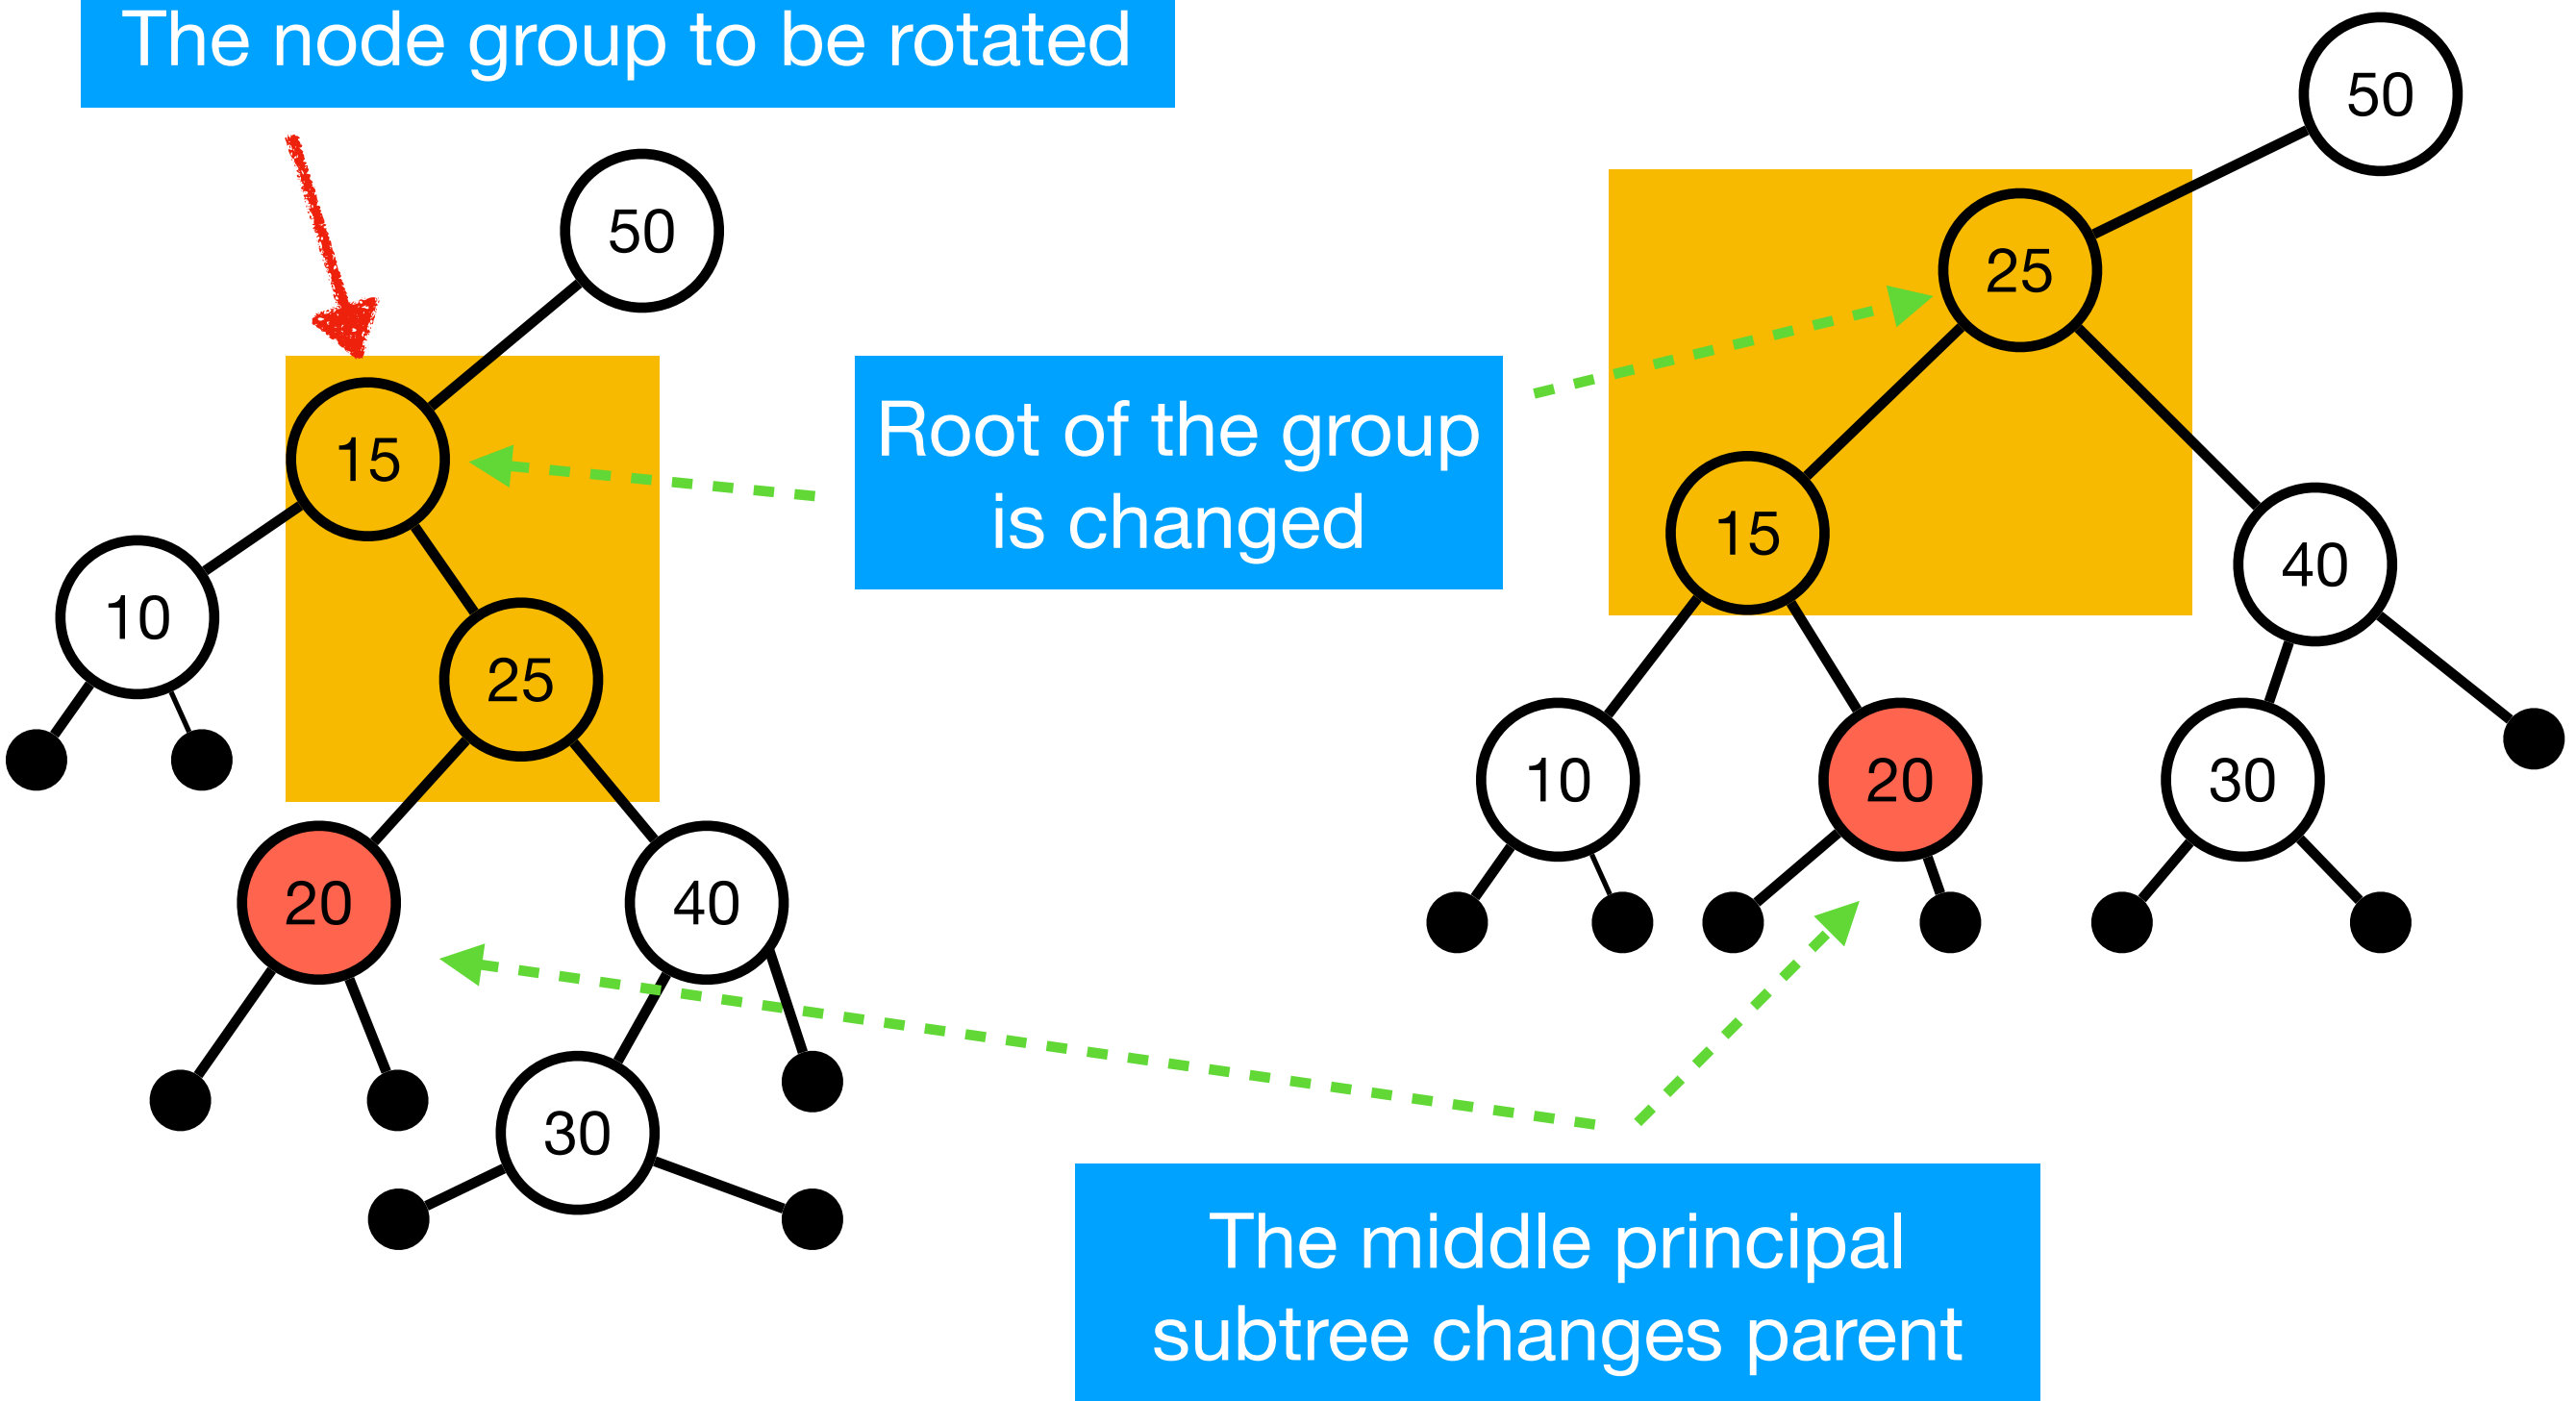 The node group to be rotated
50
15
10
25
20
40
30
Root of the group
is changed
50
25
15
40
10
20
30
The middle principal
subtree changes parent